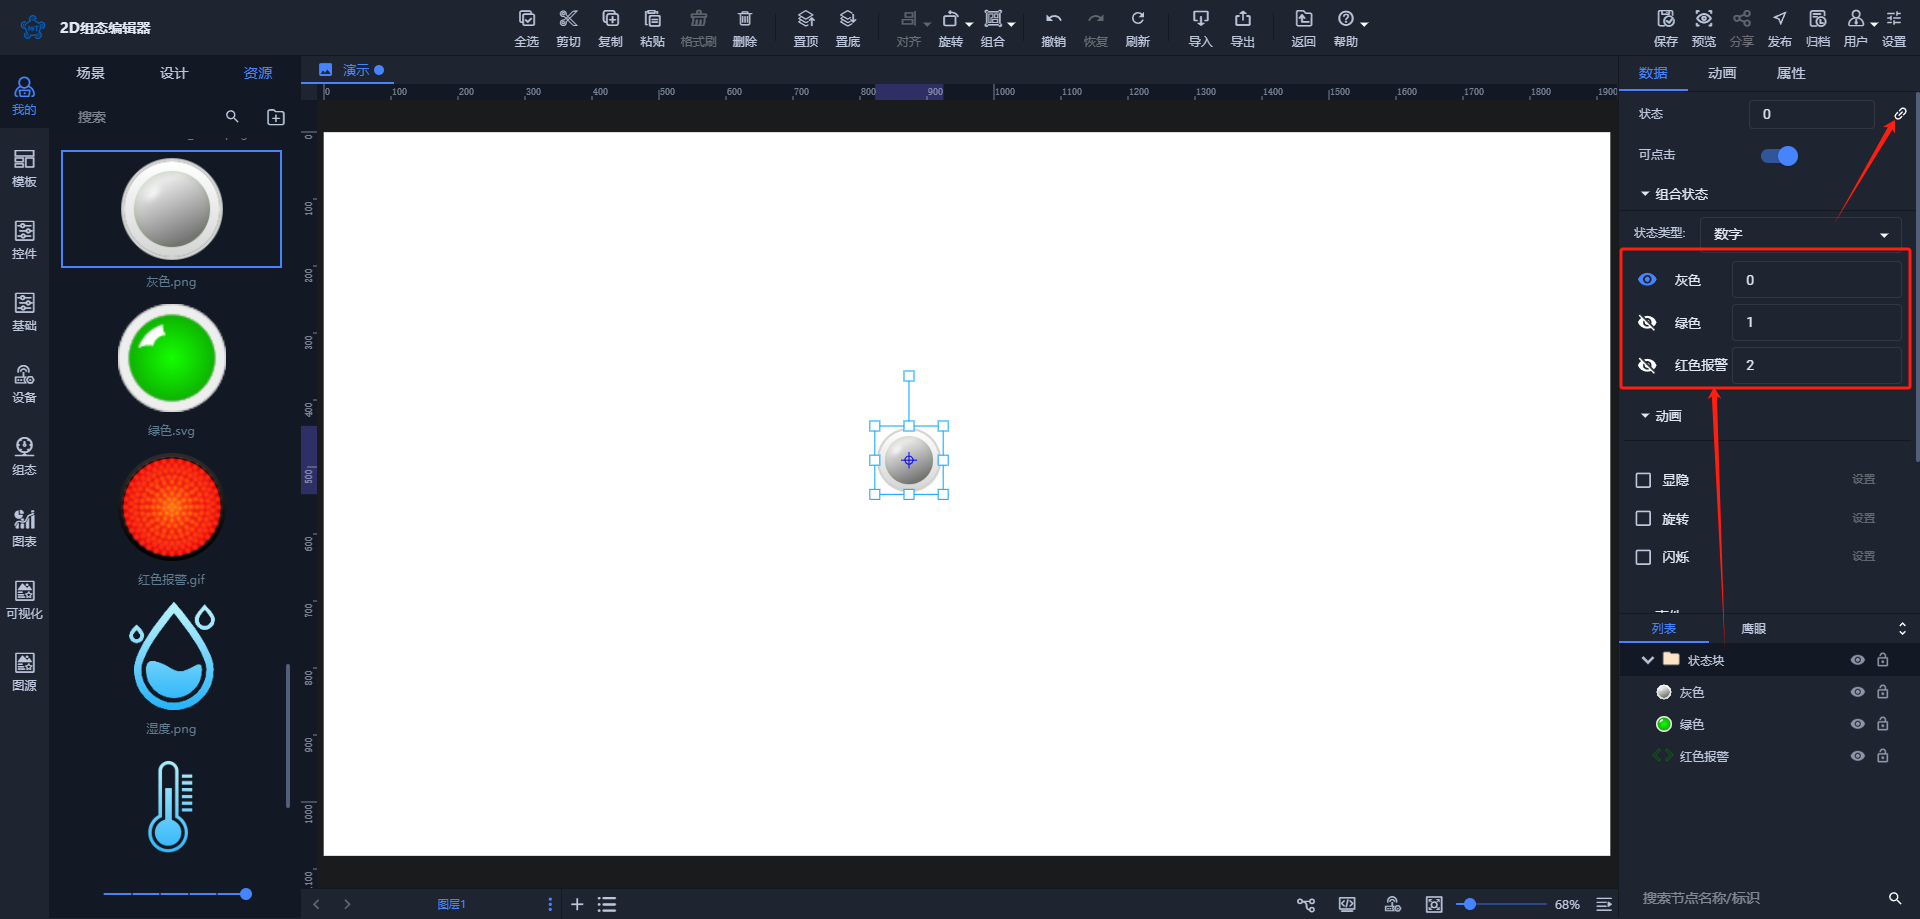 2D组态编辑器
全选 剪切 复制 粘贴 格式刷 删除 置顶 置底 对齐 旋转 组合 撤销 恢复 刷新 导入 导出 返回 帮助 保存 预览 分享 发布 归档 用户 设置
我的
模板
控件
基础
设备
组态
图表
可视化
图源
场景 设计 资源
搜索
灰色.png
绿色.svg
红色报警.gif
湿度.png
演示
0 100 200 300 400 500 600 700 800 900 1000 1100 1200 1300 1400 1500 1600 1700 1800 1900
0
100
200
300
400
500
600
700
800
900
1000
1100
图层1
68%
数据 动画 属性
状态 0
可点击
组合状态
状态类型: 数字
灰色 0
绿色 1
红色报警 2
动画
显隐 设置
旋转 设置
闪烁 设置
列表 鹰眼
状态块
灰色
绿色
红色报警
搜索节点名称/标识